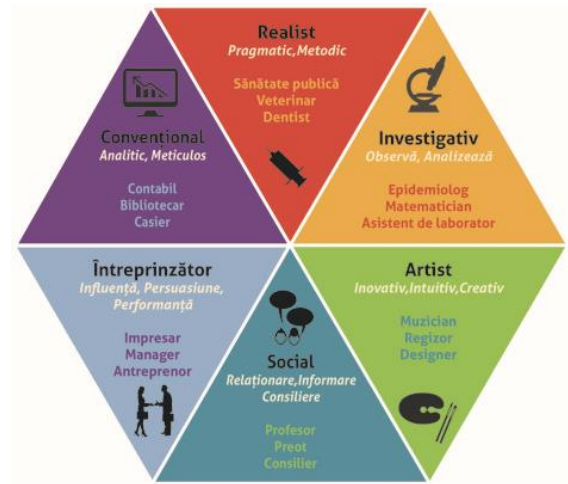 Realist
Pragmatic,Metodic
Sănătate publică
Veterinar
Dentist
Investigativ
Observă, Analizează
Epidemiolog
Matematician
Asistent de laborator
Artist
Inovativ,Intuitiv,Creativ
Muzician
Regizor
Designer
Social
Relaționare,Informare
Consiliere
Profesor
Preot
Consilier
Întreprinzător
Influență, Persuasiune,
Performanță
Impresar
Manager
Antreprenor
Conventional
Analitic, Meticulos
Contabil
Bibliotecar
Casier